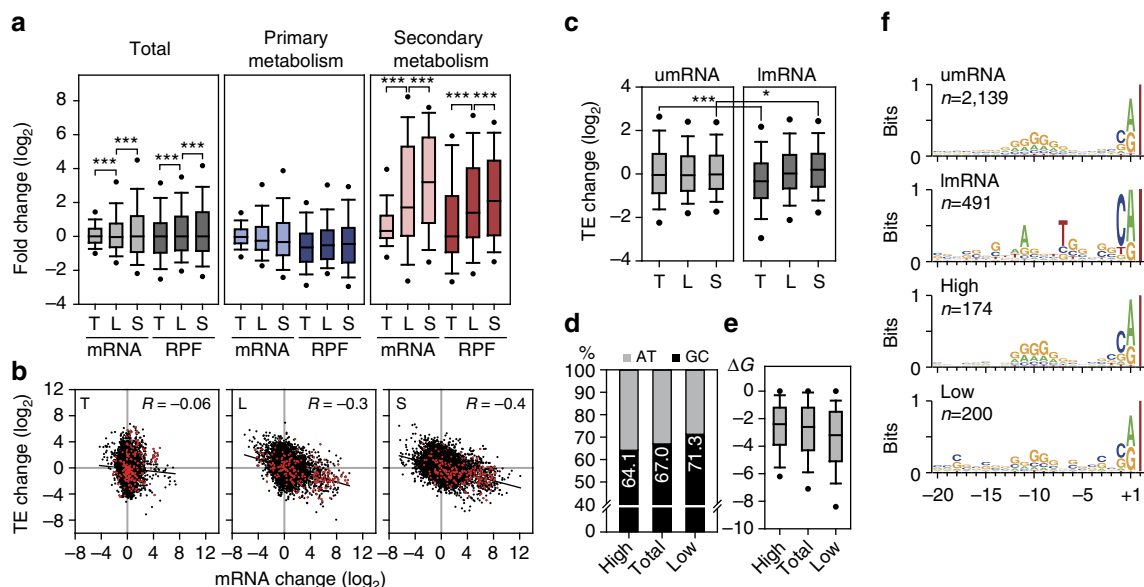 a
Total
Primary
metabolism
Secondary
metabolism
Fold change (log2)
8
6
4
2
0
−2
−4
*** *** *** *** *** *** *** ***
T L S T L S T L S T L S T L S T L S
mRNA RPF mRNA RPF mRNA RPF
b
TE change (log2)
12
8
4
0
−4
−8
T R = −0.06
L R = −0.3
S R = −0.4
−8 −4 0 4 8 12 −4 0 4 8 12 −4 0 4 8 12
mRNA change (log2)
c
umRNA lmRNA
*** *
TE change (log2)
4
2
0
−2
−4
T L S T L S
d
% AT GC
100
90
80
70
60
50
40
0
64.1 67.0 71.3
High Total Low
e
ΔG
0
−2
−4
−6
−8
−10
High Total Low
f
umRNA
n=2,139
Bits
1
0
lmRNA
n=491
Bits
1
0
High
n=174
Bits
1
0
Low
n=200
Bits
1
0
−20 −15 −10 −5 +1